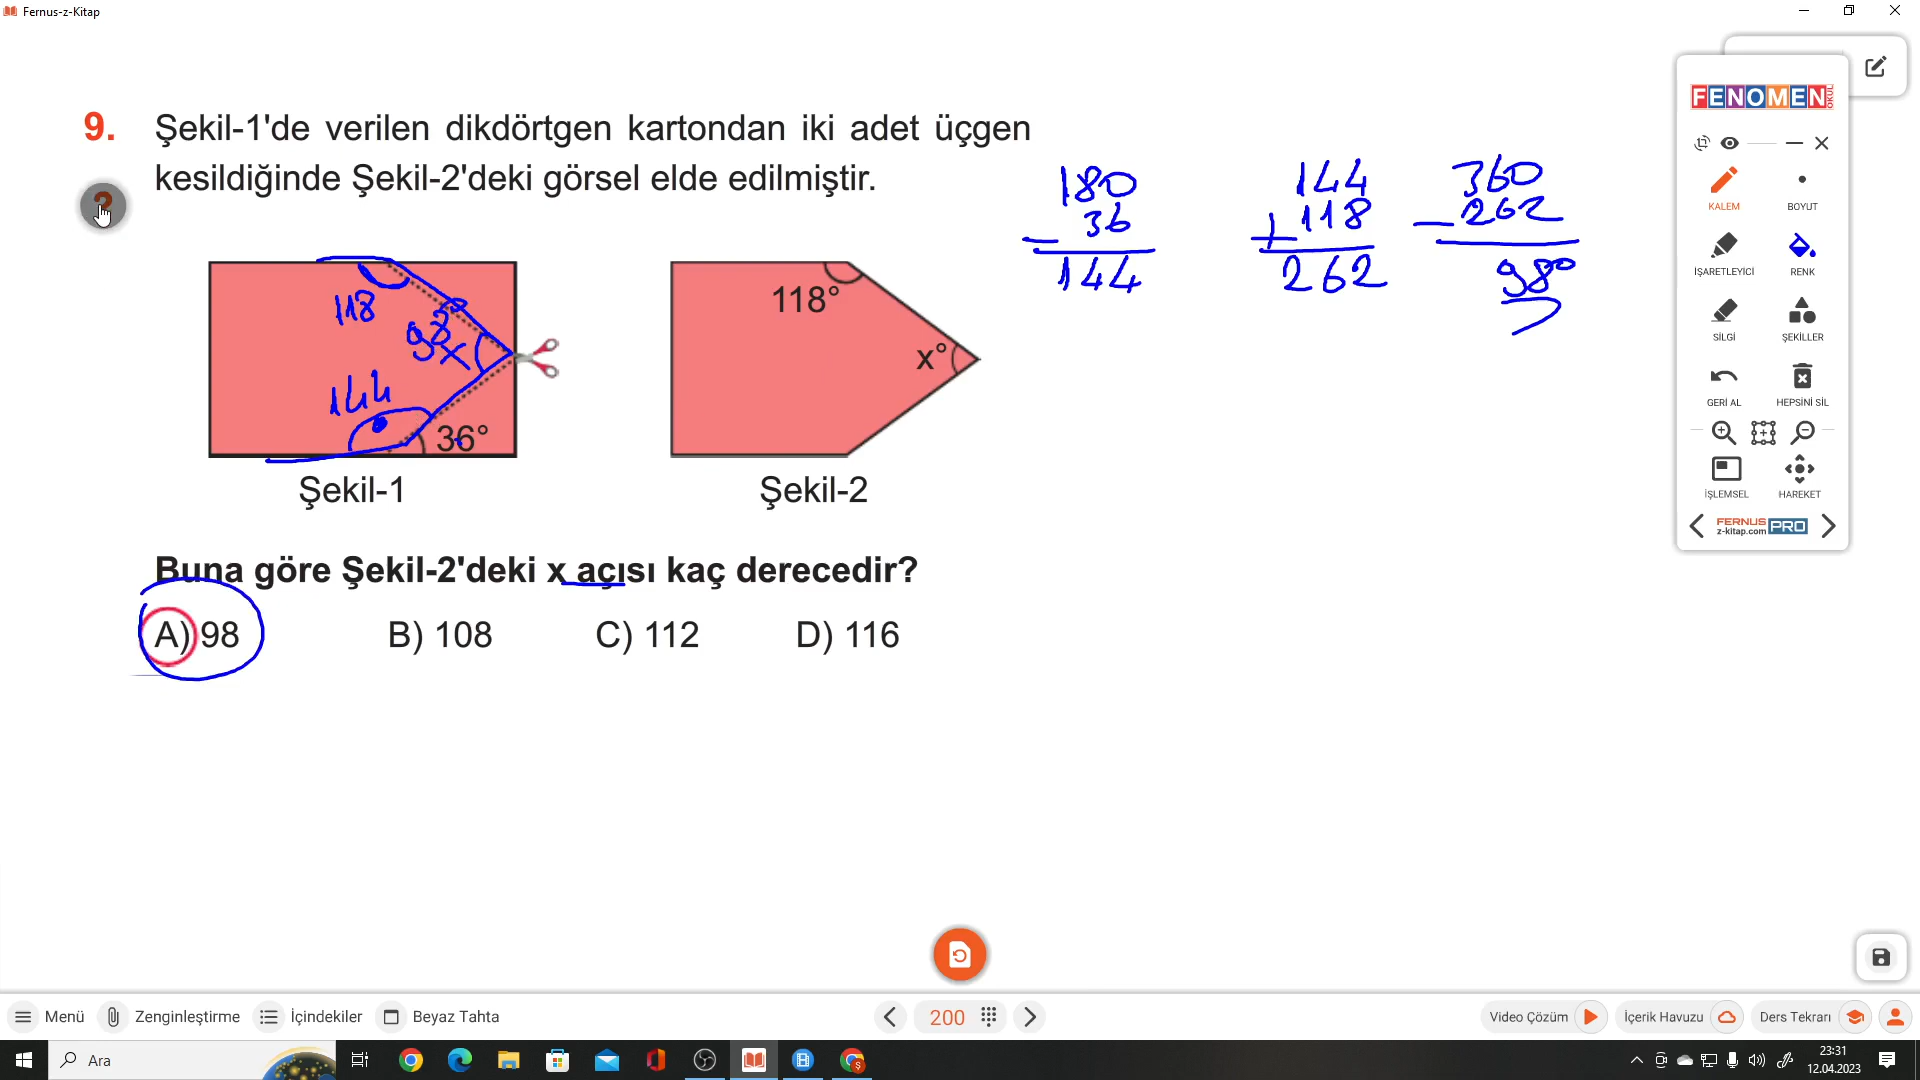 Fernus-z-Kitap
9. Şekil-1'de verilen dikdörtgen kartondan iki adet üçgen
kesildiğinde Şekil-2'deki görsel elde edilmiştir.
180
- 36
144
144
+ 118
262
360
- 262
98°
118
98°
x
144
36°
118°
x°
Şekil-1
Şekil-2
Buna göre Şekil-2'deki x açısı kaç derecedir?
A) 98
B) 108
C) 112
D) 116
FENOMEN OKUL
KALEM
BOYUT
İŞARETLEYİCİ
RENK
SİLGİ
ŞEKİLLER
GERİ AL
HEPSİNİ SİL
İŞLEMSEL
HAREKET
FERNUS
z-kitap.com PRO
Menü
Zenginleştirme
İçindekiler
Beyaz Tahta
200
Video Çözüm
İçerik Havuzu
Ders Tekrarı
Ara
23:31
12.04.2023